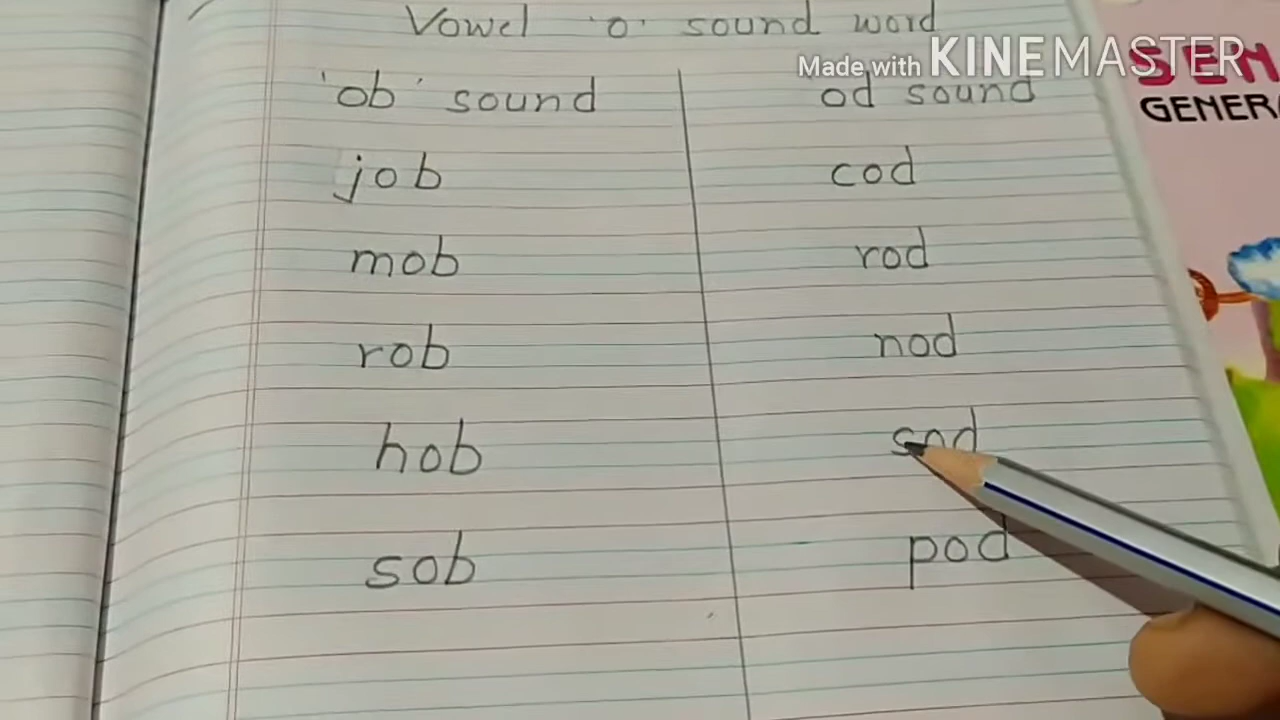 Vowel 'o' sound word
Made with KINEMASTER
'ob' sound
od sound
job
cod
mob
rod
rob
nod
hob
sod
sob
pod
GENER